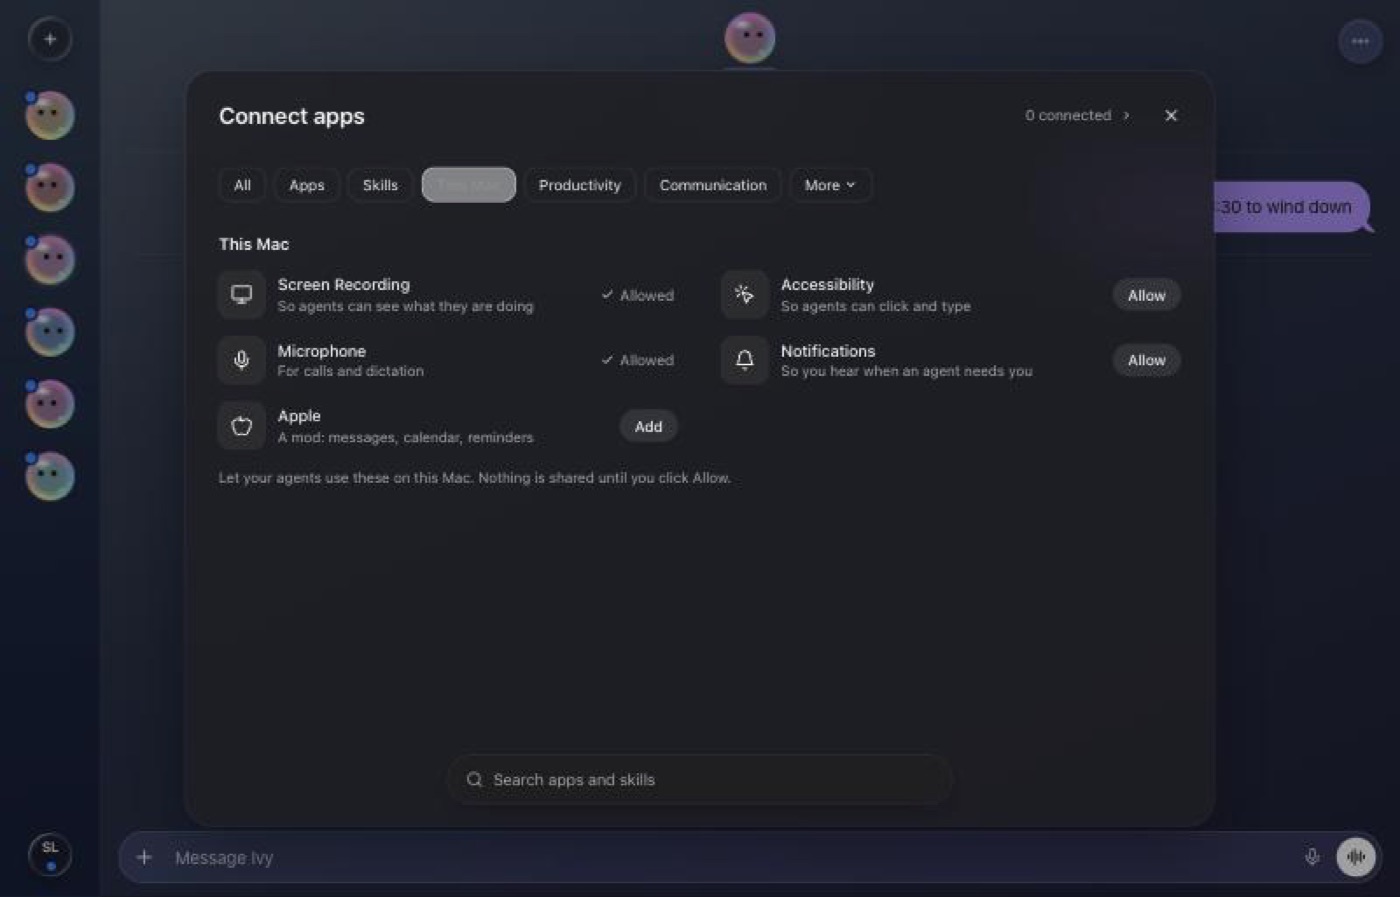 Connect apps
0 connected
All
Apps
Skills
This Mac
Productivity
Communication
More
:30 to wind down
This Mac
Screen Recording
So agents can see what they are doing
Allowed
Accessibility
So agents can click and type
Allow
Microphone
For calls and dictation
Allowed
Notifications
So you hear when an agent needs you
Allow
Apple
A mod: messages, calendar, reminders
Add
Let your agents use these on this Mac. Nothing is shared until you click Allow.
Search apps and skills
SL
Message Ivy